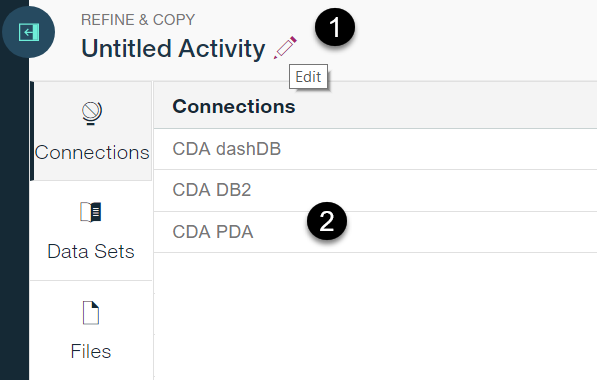 REFINE & COPY
1
Untitled Activity
Edit
Connections
Connections
CDA dashDB
CDA DB2
2
CDA PDA
Data Sets
Files